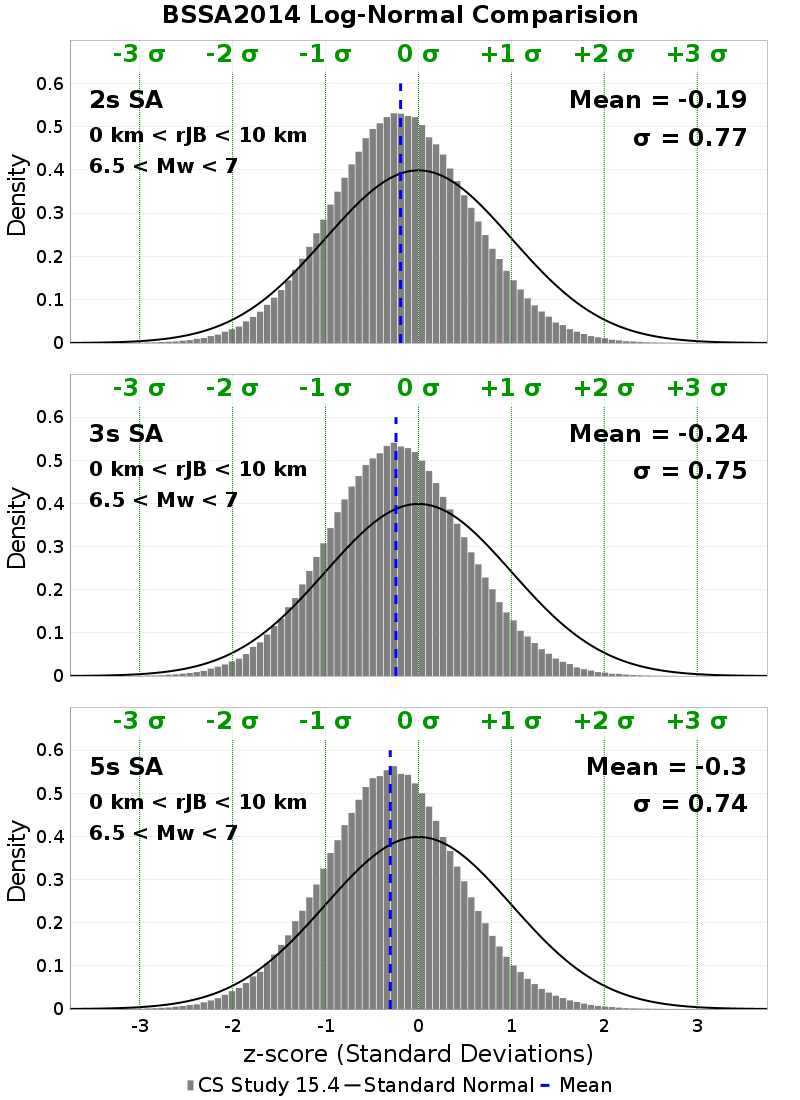 BSSA2014 Log-Normal Comparision
-3 σ -2 σ -1 σ 0 σ +1 σ +2 σ +3 σ
2s SA
0 km < rJB < 10 km
6.5 < Mw < 7
Mean = -0.19
σ = 0.77
Density
0.6
0.5
0.4
0.3
0.2
0.1
0
-3 σ -2 σ -1 σ 0 σ +1 σ +2 σ +3 σ
3s SA
0 km < rJB < 10 km
6.5 < Mw < 7
Mean = -0.24
σ = 0.75
Density
0.6
0.5
0.4
0.3
0.2
0.1
0
-3 σ -2 σ -1 σ 0 σ +1 σ +2 σ +3 σ
5s SA
0 km < rJB < 10 km
6.5 < Mw < 7
Mean = -0.3
σ = 0.74
Density
0.6
0.5
0.4
0.3
0.2
0.1
0
-3 -2 -1 0 1 2 3
z-score (Standard Deviations)
CS Study 15.4 Standard Normal Mean